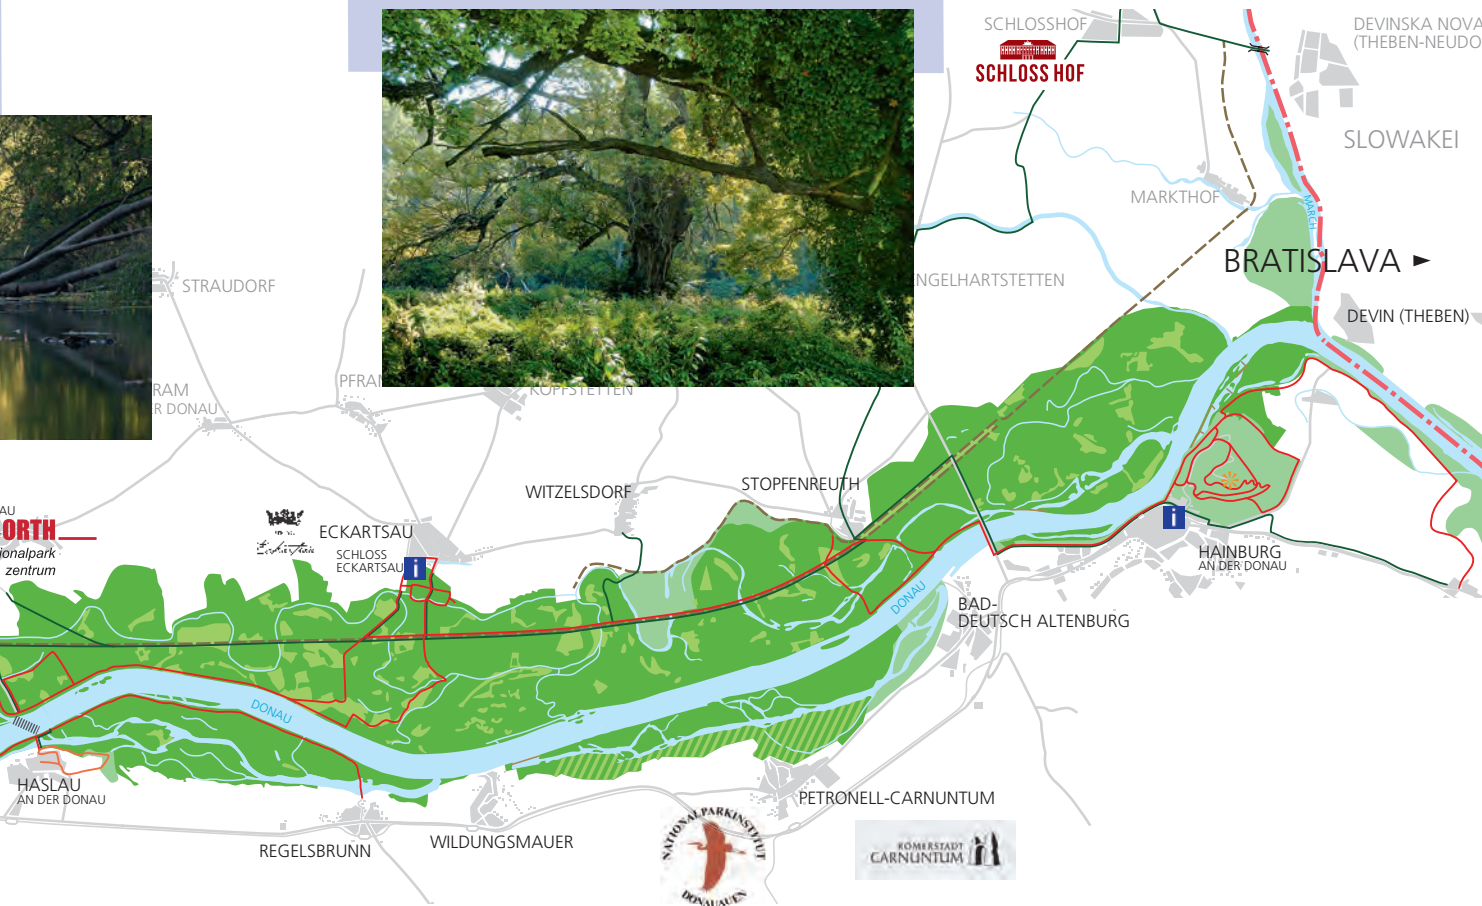 SCHLOSSHOF
SCHLOSS HOF
DEVINSKA NOVA
(THEBEN-NEUDO
SLOWAKEI
MARKTHOF
MARCH
BRATISLAVA
DEVIN (THEBEN)
NGELHARTSTETTEN
STRAUDORF
RAM
ER DONAU
PFRAM
KOPFSTETTEN
WITZELSDORF
STOPFENREUTH
AU
ORTH
ionalpark
zentrum
ECKARTSAU
SCHLOSS
ECKARTSAU
i
i
HAINBURG
AN DER DONAU
DONAU
BAD-
DEUTSCH ALTENBURG
DONAU
HASLAU
AN DER DONAU
REGELSBRUNN
WILDUNGSMAUER
PETRONELL-CARNUNTUM
NATIONALPARKINSTITUT
DONAUAUEN
RÖMERSTADT
CARNUNTUM